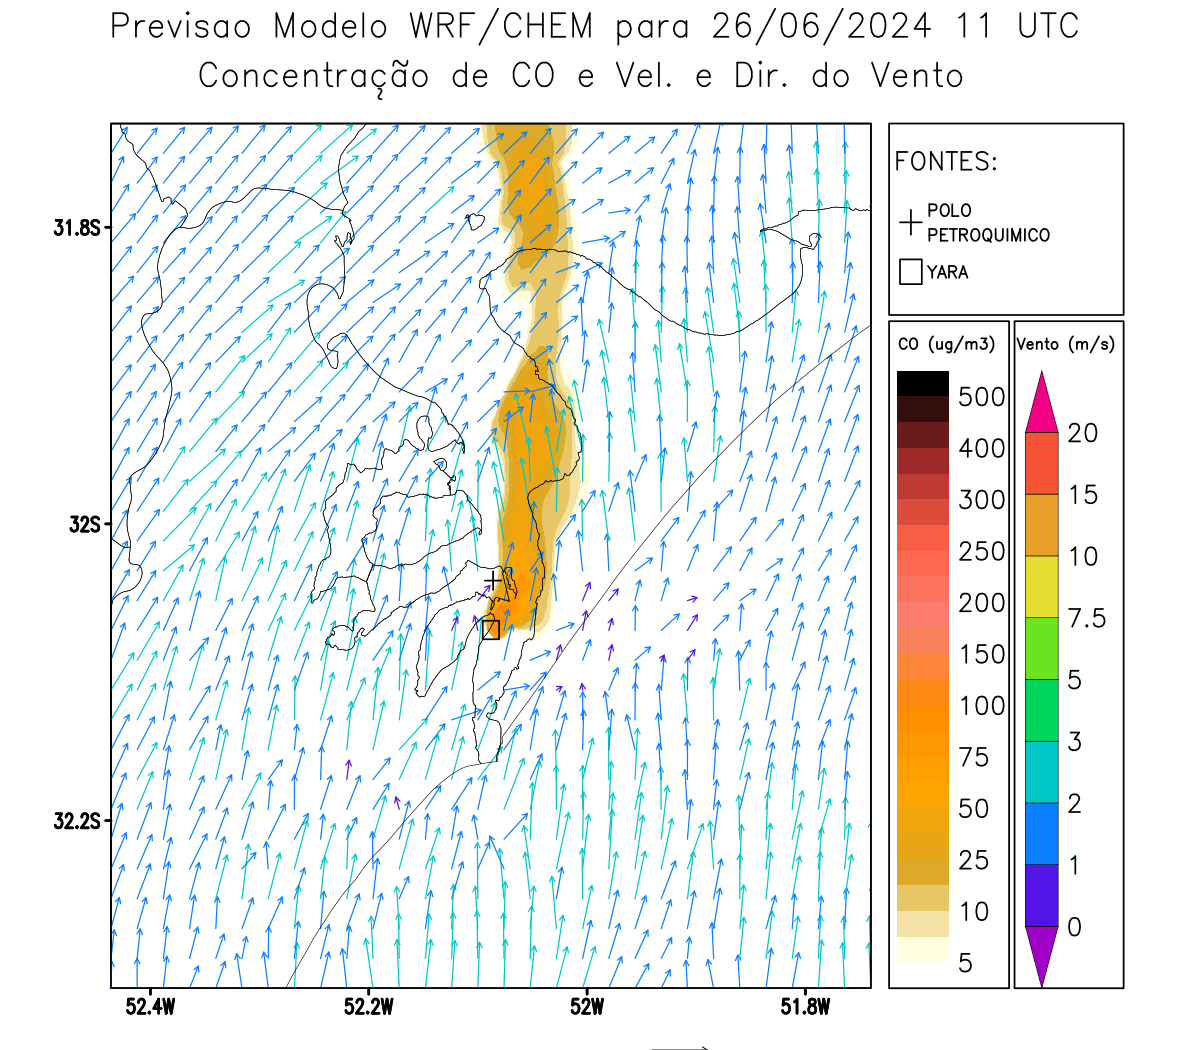 Previsao Modelo WRF/CHEM para 26/06/2024 11 UTC
Concentração de CO e Vel. e Dir. do Vento
FONTES:
POLO
PETROQUIMICO
YARA
CO (ug/m3)
500
400
300
250
200
150
100
75
50
25
10
5
Vento (m/s)
20
15
10
7.5
5
3
2
1
0
31.8S
32S
32.2S
52.4W
52.2W
52W
51.8W